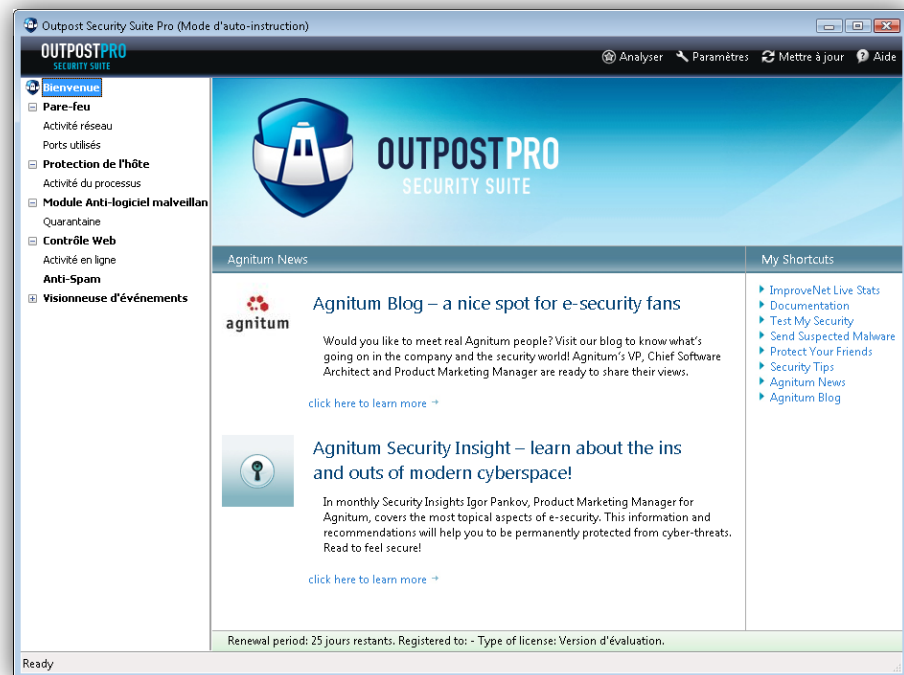 Outpost Security Suite Pro (Mode d'auto-instruction)
OUTPOSTPRO
SECURITY SUITE
Analyser Paramètres Mettre à jour Aide
Bienvenue
Pare-feu
Activité réseau
Ports utilisés
Protection de l'hôte
Activité du processus
Module Anti-logiciel malveillan
Quarantaine
Contrôle Web
Activité en ligne
Anti-Spam
Visionneuse d'événements
OUTPOSTPRO
SECURITY SUITE
Agnitum News
agnitum
Agnitum Blog – a nice spot for e-security fans
Would you like to meet real Agnitum people? Visit our blog to know what's
going on in the company and the security world! Agnitum's VP, Chief Software
Architect and Product Marketing Manager are ready to share their views.
click here to learn more →
Agnitum Security Insight – learn about the ins
and outs of modern cyberspace!
In monthly Security Insights Igor Pankov, Product Marketing Manager for
Agnitum, covers the most topical aspects of e-security. This information and
recommendations will help you to be permanently protected from cyber-threats.
Read to feel secure!
click here to learn more →
My Shortcuts
ImproveNet Live Stats
Documentation
Test My Security
Send Suspected Malware
Protect Your Friends
Security Tips
Agnitum News
Agnitum Blog
Renewal period: 25 jours restants. Registered to: - Type of license: Version d'évaluation.
Ready